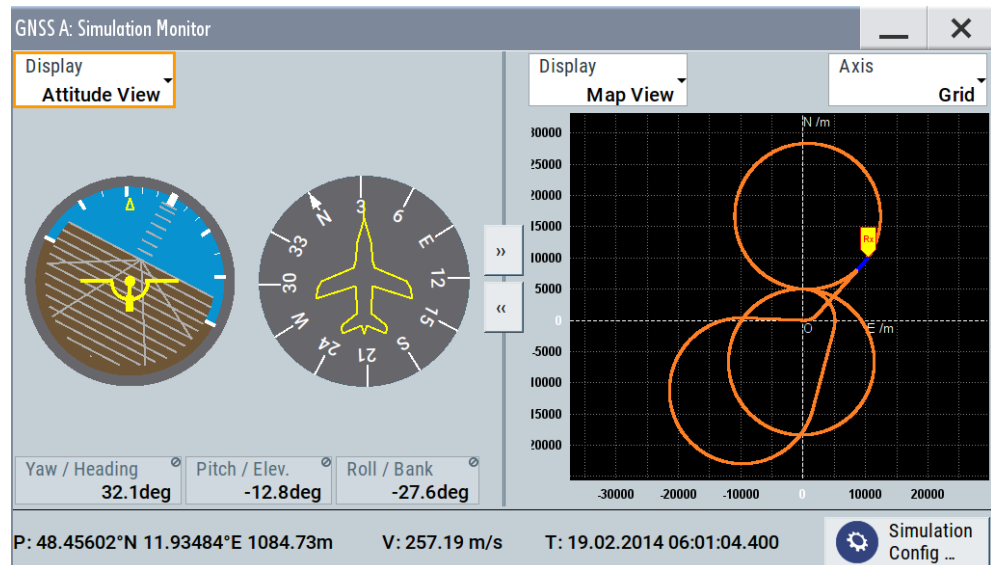 GNSS A: Simulation Monitor
Display
Attitude View
Display
Map View
Axis
Grid
N /m
30000
25000
20000
15000
10000
5000
0
-5000
10000
15000
20000
Rx
O
E /m
-30000 -20000 -10000 0 10000 20000
N
3
6
E
12
15
S
21
24
W
30
33
»
«
Yaw / Heading
32.1deg
Pitch / Elev.
-12.8deg
Roll / Bank
-27.6deg
P: 48.45602°N 11.93484°E 1084.73m V: 257.19 m/s T: 19.02.2014 06:01:04.400
Simulation
Config ...